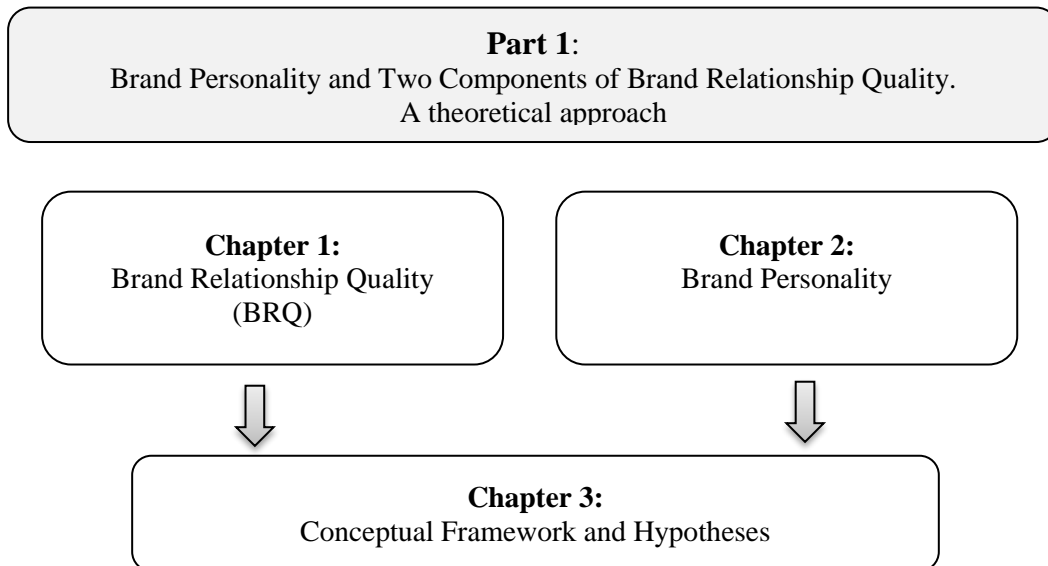 Part 1:
Brand Personality and Two Components of Brand Relationship Quality.
A theoretical approach
Chapter 1:
Brand Relationship Quality
(BRQ)
Chapter 2:
Brand Personality
Chapter 3:
Conceptual Framework and Hypotheses